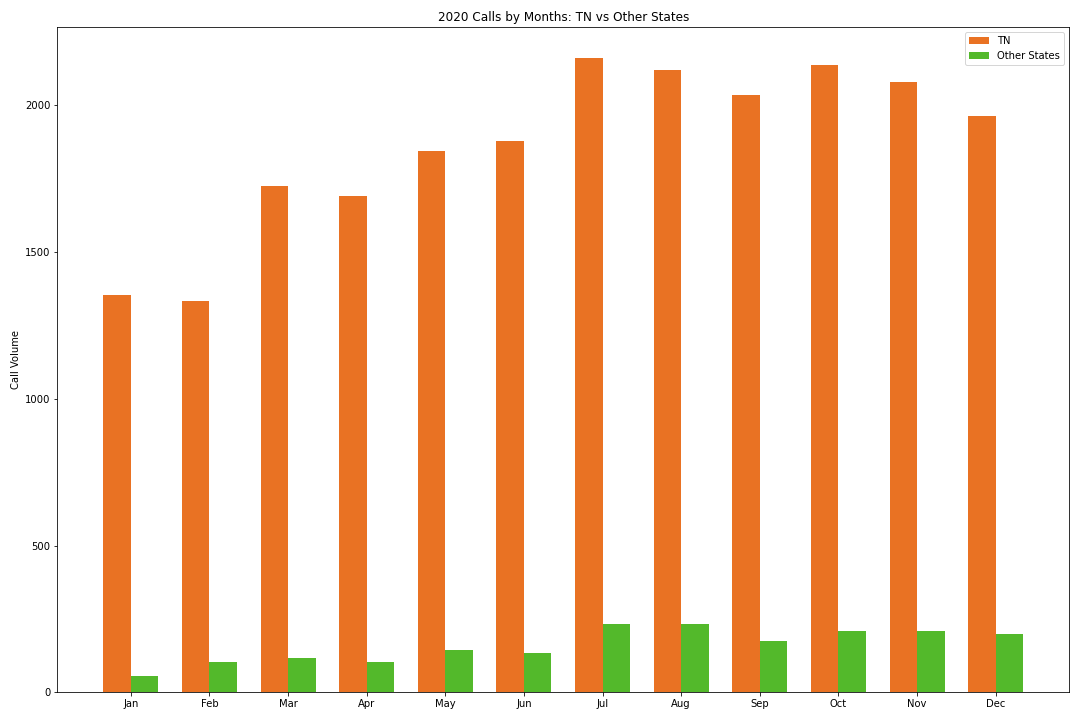 2020 Calls by Months: TN vs Other States
TN
Other States
2000
1500
1000
500
0
Call Volume
Jan Feb Mar Apr May Jun Jul Aug Sep Oct Nov Dec